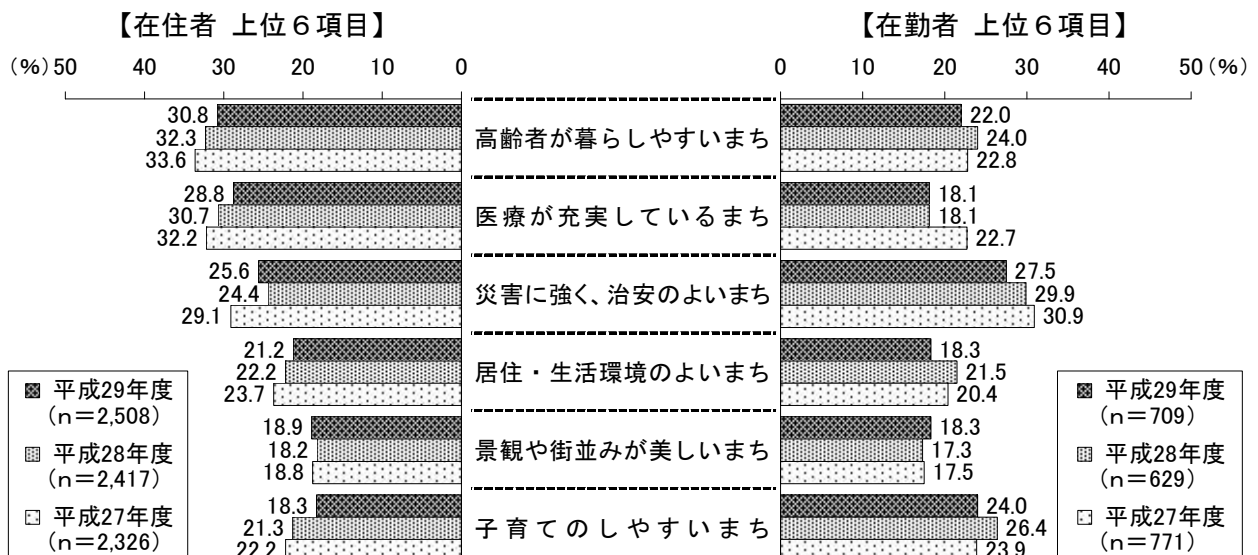 【在住者 上位６項目】
【在勤者 上位６項目】
(%) 50 40 30 20 10 0
0 10 20 30 40 50 (%)
30.8
32.3
33.6
高齢者が暮らしやすいまち
22.0
24.0
22.8
28.8
30.7
32.2
医療が充実しているまち
18.1
18.1
22.7
25.6
24.4
29.1
災害に強く、治安のよいまち
27.5
29.9
30.9
21.2
22.2
23.7
居住・生活環境のよいまち
18.3
21.5
20.4
18.9
18.2
18.8
景観や街並みが美しいまち
18.3
17.3
17.5
18.3
21.3
22.2
子育てのしやすいまち
24.0
26.4
23.9
平成29年度
(n=2,508)
平成28年度
(n=2,417)
平成27年度
(n=2,326)
平成29年度
(n=709)
平成28年度
(n=629)
平成27年度
(n=771)